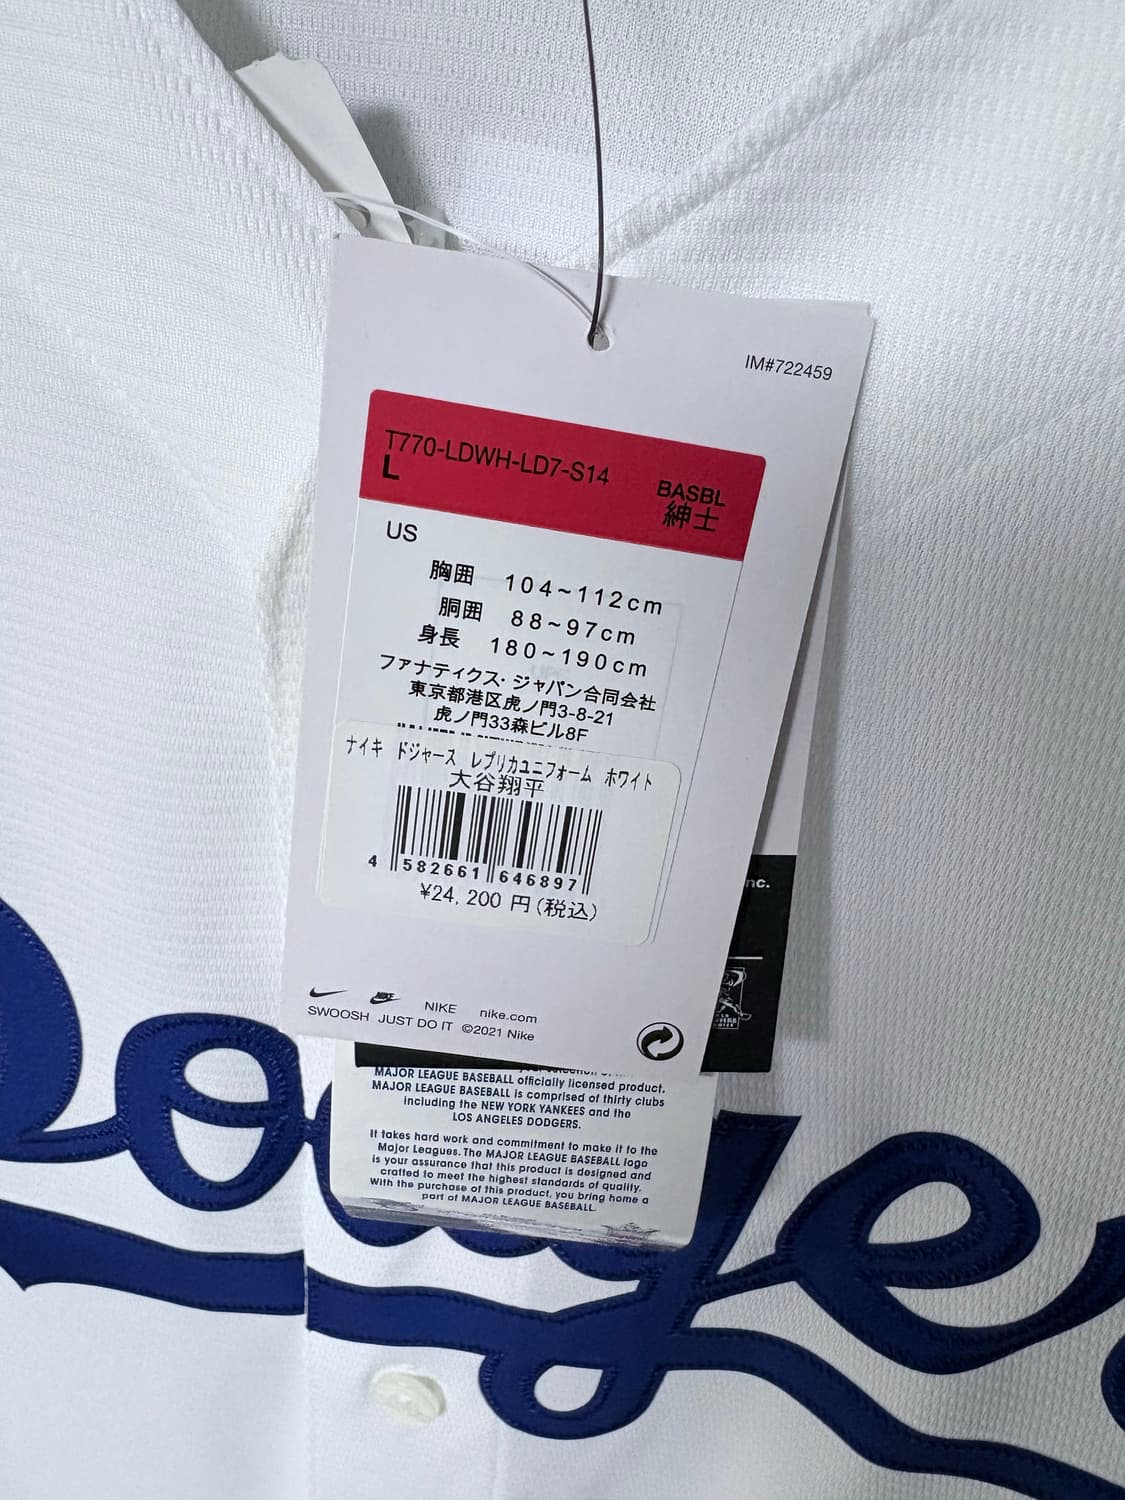 IM#722459
T770-LDWH-LD7-S14
L
BASBL
紳士
US
胸囲 104~112cm
胴囲 88~97cm
身長 180~190cm
ファナティクス・ジャパン合同会社
東京都港区虎ノ門3-8-21
虎ノ門33森ビル8F
ナイキ ドジャース レプリカユニフォーム ホワイト
大谷翔平
4 582661 646897
¥24,200 円(税込)
nc.
NIKE nike.com
SWOOSH JUST DO IT ©2021 Nike
MAJOR LEAGUE BASEBALL officially licensed product.
MAJOR LEAGUE BASEBALL is comprised of thirty clubs
including the NEW YORK YANKEES and the
LOS ANGELES DODGERS.
It takes hard work and commitment to make it to the
Major Leagues. The MAJOR LEAGUE BASEBALL logo
is your assurance that this product is designed and
crafted to meet the highest standards of quality.
With the purchase of this product, you bring home a
part of MAJOR LEAGUE BASEBALL.
Dodgers